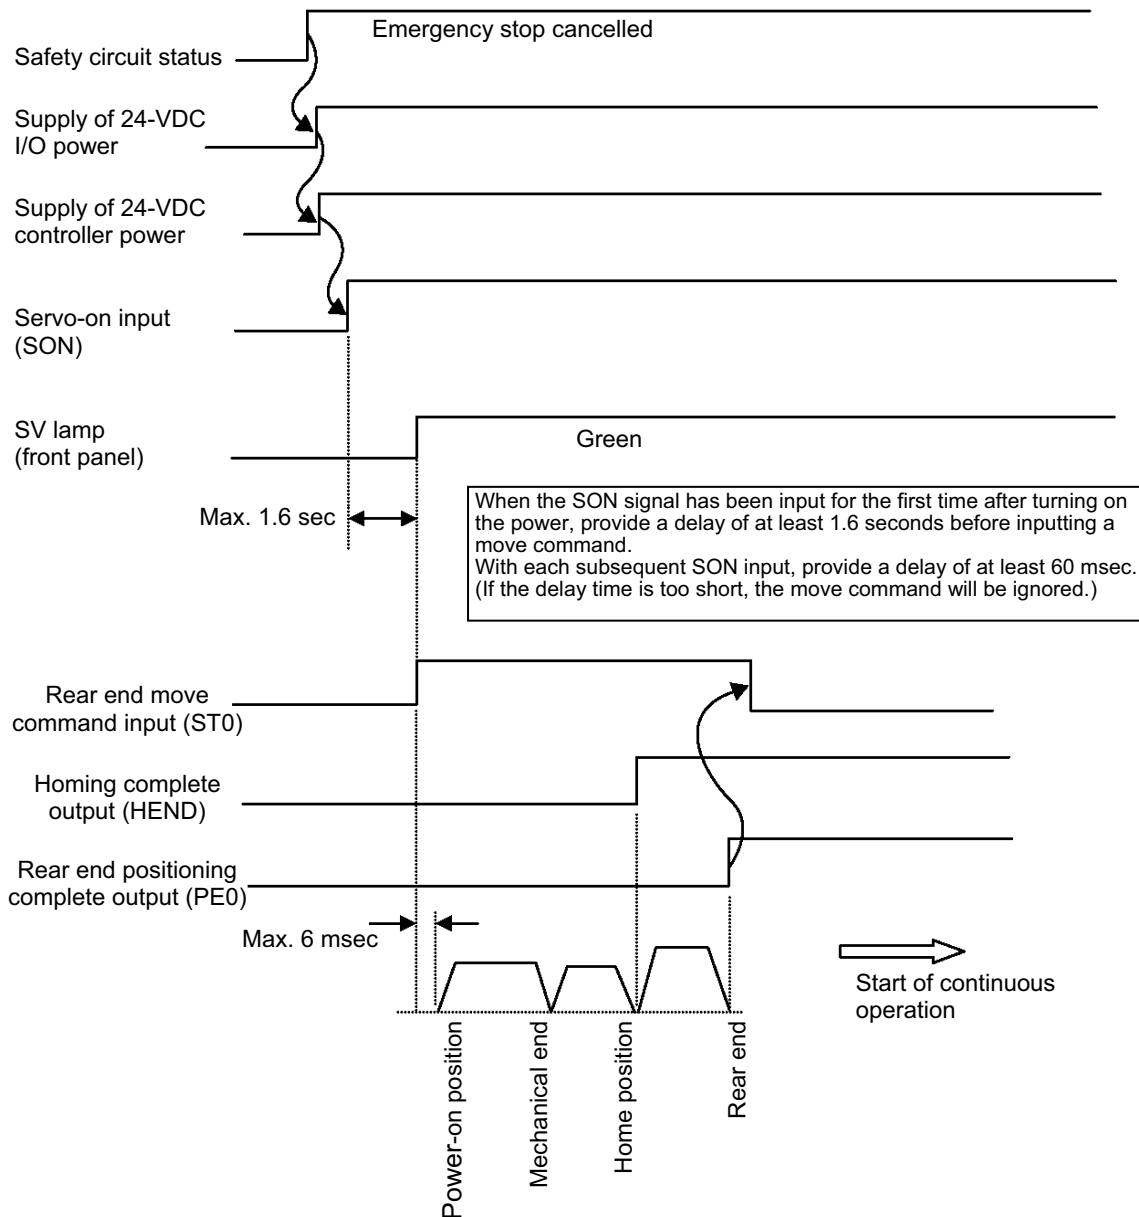 Emergency stop cancelled
Safety circuit status
Supply of 24-VDC
I/O power
Supply of 24-VDC
controller power
Servo-on input
(SON)
SV lamp
(front panel)
Green
Max. 1.6 sec
When the SON signal has been input for the first time after turning on
the power, provide a delay of at least 1.6 seconds before inputting a
move command.
With each subsequent SON input, provide a delay of at least 60 msec.
(If the delay time is too short, the move command will be ignored.)
Rear end move
command input (ST0)
Homing complete
output (HEND)
Rear end positioning
complete output (PE0)
Max. 6 msec
Start of continuous
operation
Power-on position
Mechanical end
Home position
Rear end